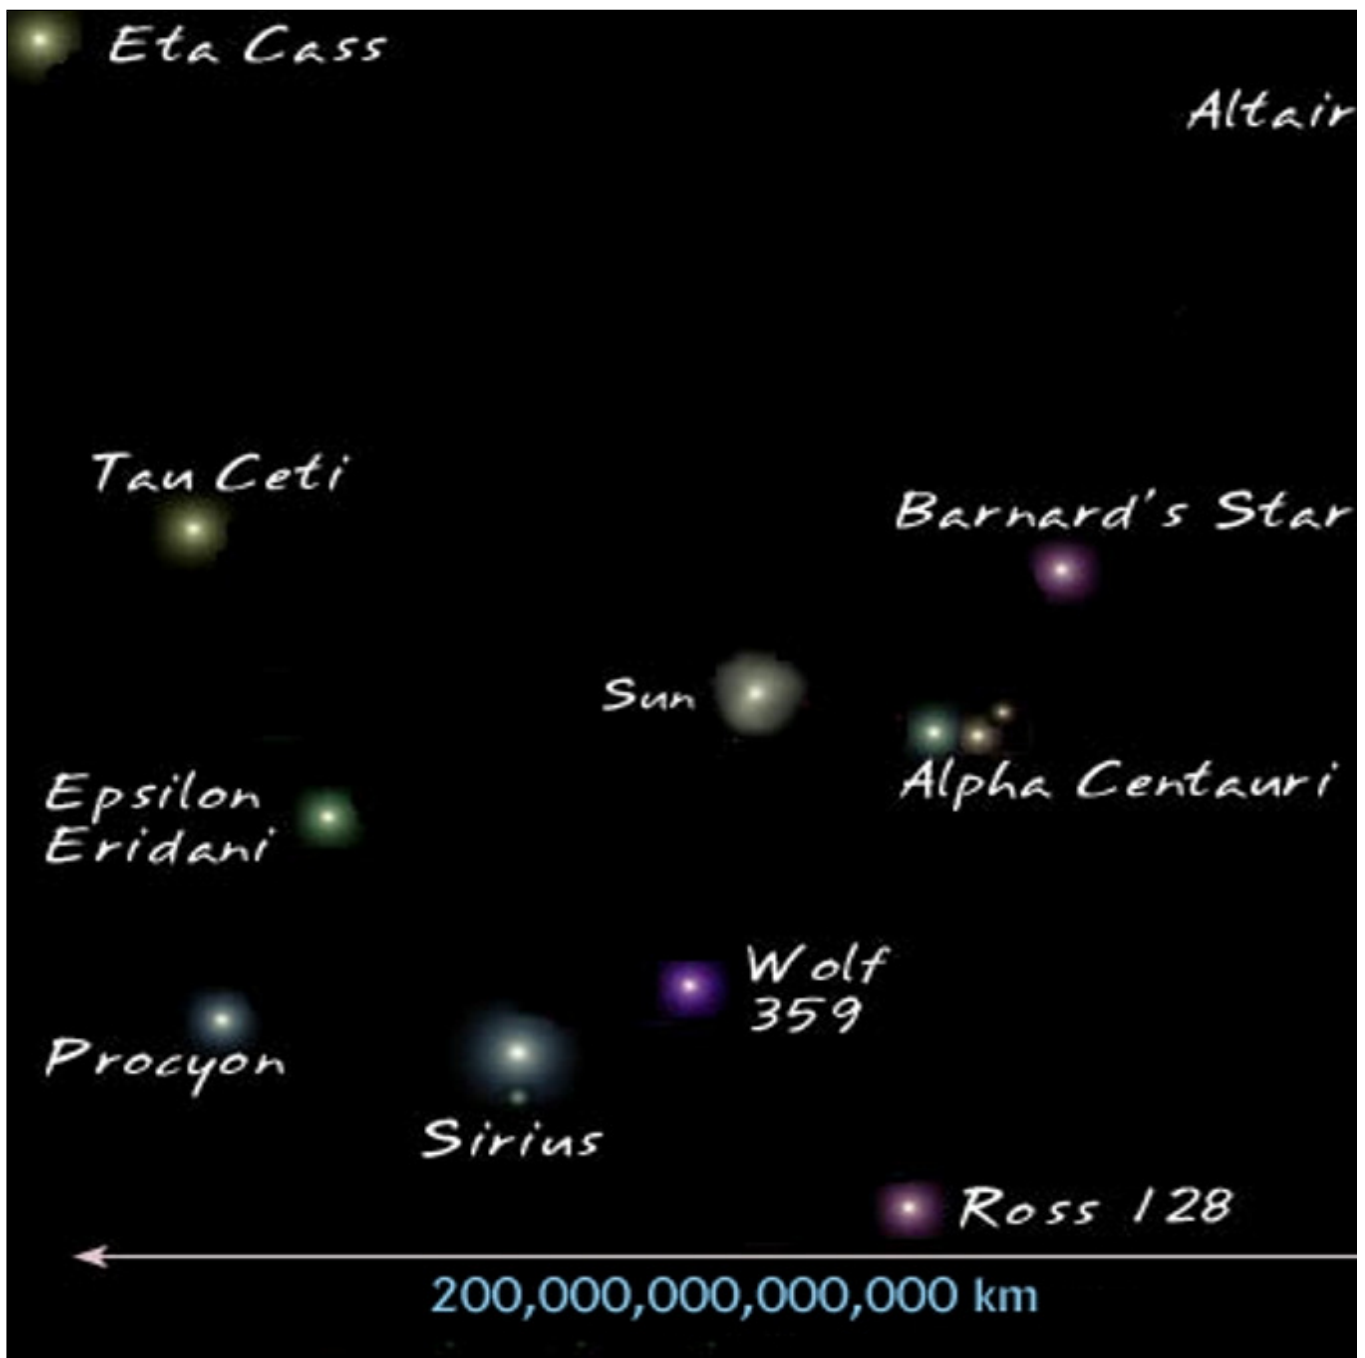 Eta Cass
Altair
Tau Ceti
Barnard's Star
Sun
Alpha Centauri
Epsilon
Eridani
Wolf
359
Procyon
Sirius
Ross 128
200,000,000,000,000 km